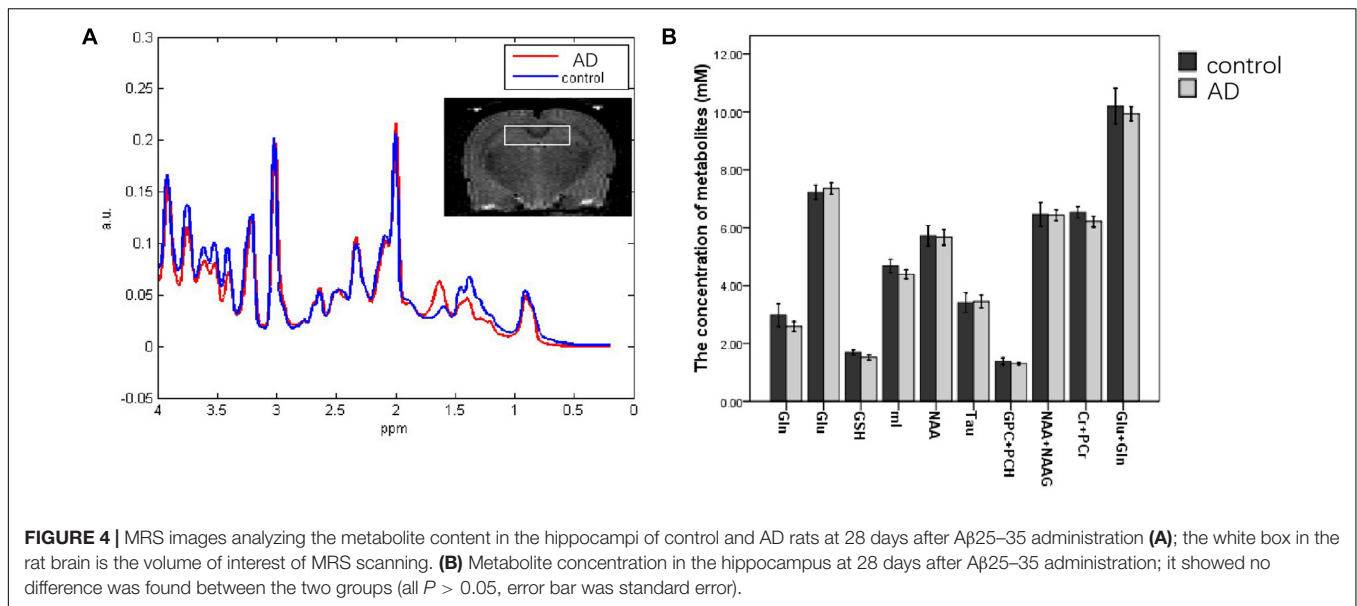 A
0.3
0.25
0.2
0.15
0.1
0.05
0
-0.05
a.u.
4 3.5 3 2.5 2 1.5 1 0.5 0
ppm
AD
control
B
The concentration of metabolites (mM)
12.00
10.00
8.00
6.00
4.00
2.00
0.00
Gln
Glu
GSH
mI
NAA
Tau
GPC+PCH
NAA+NAAG
Cr+PCr
Glu+Gln
control
AD
FIGURE 4 | MRS images analyzing the metabolite content in the hippocampi of control and AD rats at 28 days after Aβ25–35 administration (A); the white box in the
rat brain is the volume of interest of MRS scanning. (B) Metabolite concentration in the hippocampus at 28 days after Aβ25–35 administration; it showed no
difference was found between the two groups (all P > 0.05, error bar was standard error).